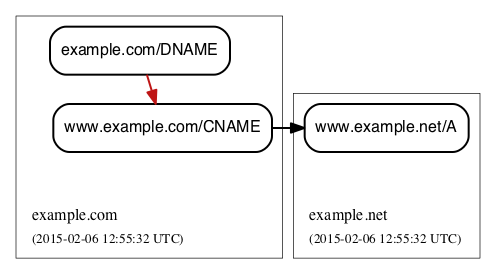 example.com/DNAME
www.example.com/CNAME
www.example.net/A
example.com
(2015-02-06 12:55:32 UTC)
example.net
(2015-02-06 12:55:32 UTC)